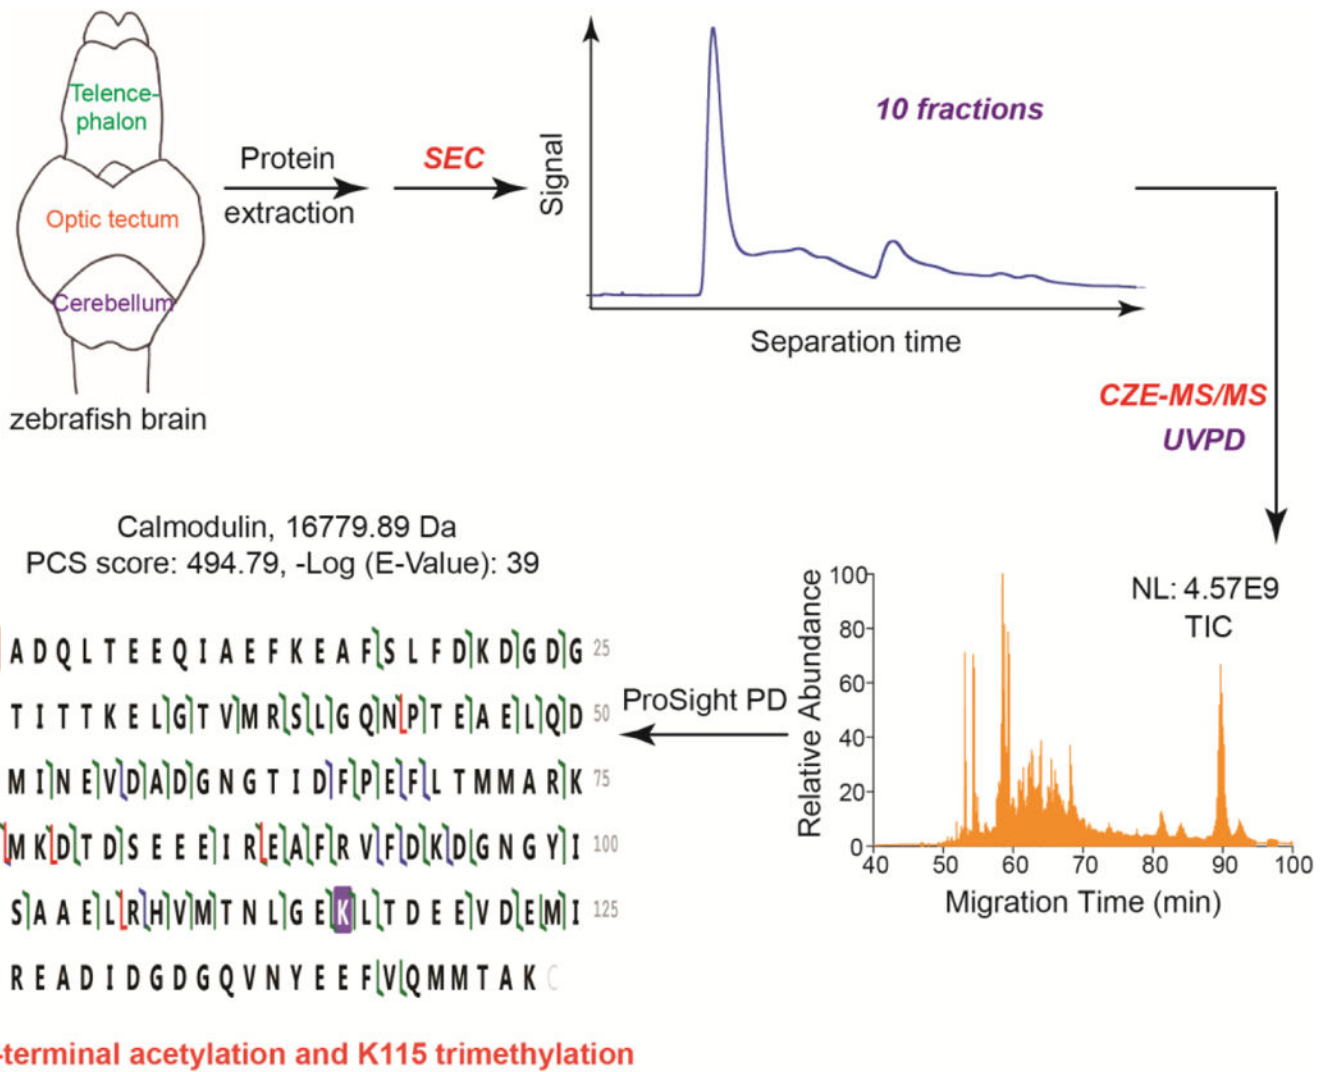 Telence-
phalon
Optic tectum
Cerebellum
zebrafish brain
Protein
extraction
SEC
Signal
10 fractions
Separation time
CZE-MS/MS
UVPD
Calmodulin, 16779.89 Da
PCS score: 494.79, -Log (E-Value): 39
A D Q L T E E Q I A E F K E A F S L F D K D G D G 25
T I T T K E L G T V M R S L G Q N P T E A E L Q D 50
M I N E V D A D G N G T I D F P E F L T M M A R K 75
M K D T D S E E E I R E A F R V F D K D G N G Y I 100
S A A E L R H V M T N L G E K L T D E E V D E M I 125
R E A D I D G D G Q V N Y E E F V Q M M T A K C
-terminal acetylation and K115 trimethylation
ProSight PD
Relative Abundance
100
80
60
40
20
0
NL: 4.57E9
TIC
40 50 60 70 80 90 100
Migration Time (min)